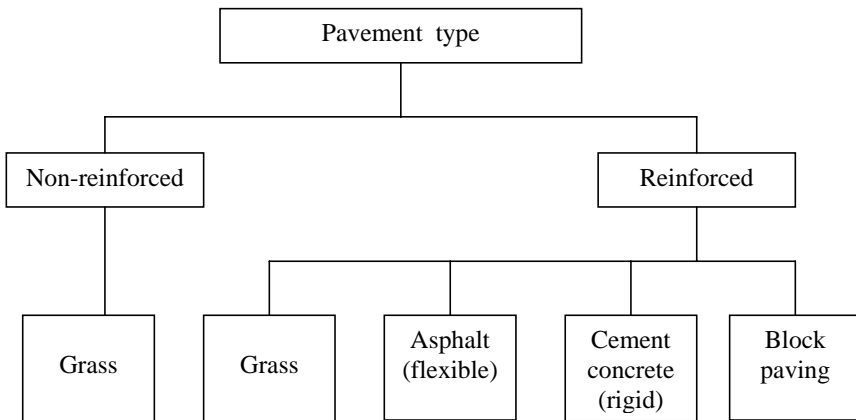 Pavement type
Non-reinforced
Reinforced
Grass
Grass
Asphalt
(flexible)
Cement
concrete
(rigid)
Block
paving